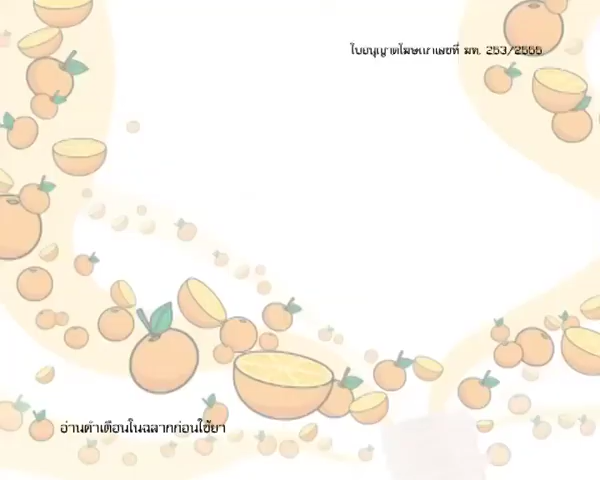 ใบอนุญาตโฆษณาเลขที่ ฆท. 253/2555
อ่านคำเตือนในฉลากก่อนใช้ยา